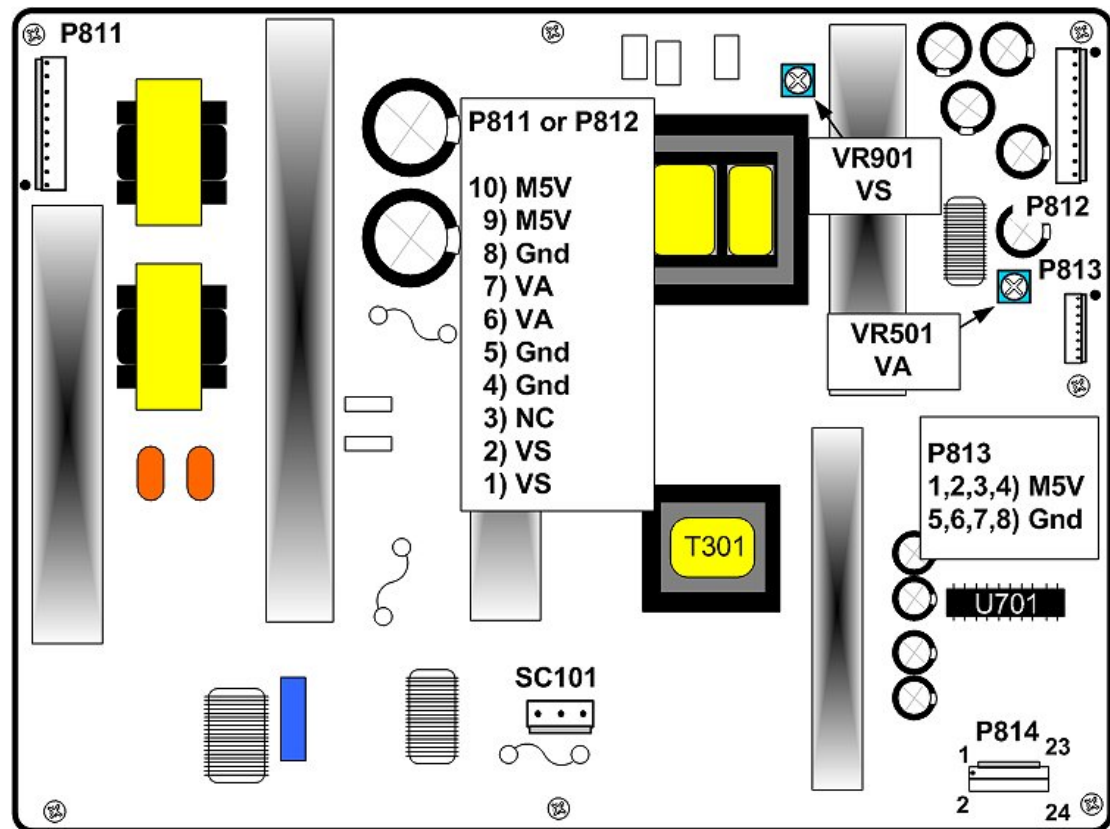 P811
P811 or P812
10) M5V
9) M5V
8) Gnd
7) VA
6) VA
5) Gnd
4) Gnd
3) NC
2) VS
1) VS
VR901
VS
P812
P813
VR501
VA
P813
1,2,3,4) M5V
5,6,7,8) Gnd
T301
U701
SC101
P814
1
23
2
24